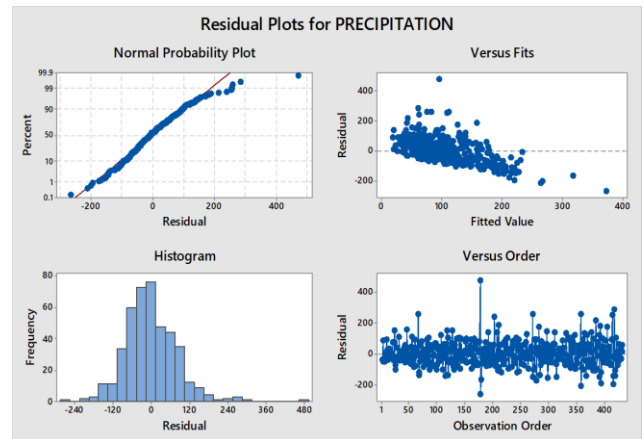 Residual Plots for PRECIPITATION
Normal Probability Plot
99.9
99
90
50
10
1
0.1
Percent
-200 0 200 400
Residual
Versus Fits
400
200
0
-200
Residual
0 100 200 300 400
Fitted Value
Histogram
80
60
40
20
0
Frequency
-240 -120 0 120 240 360 480
Residual
Versus Order
400
200
0
-200
Residual
1 50 100 150 200 250 300 350 400
Observation Order